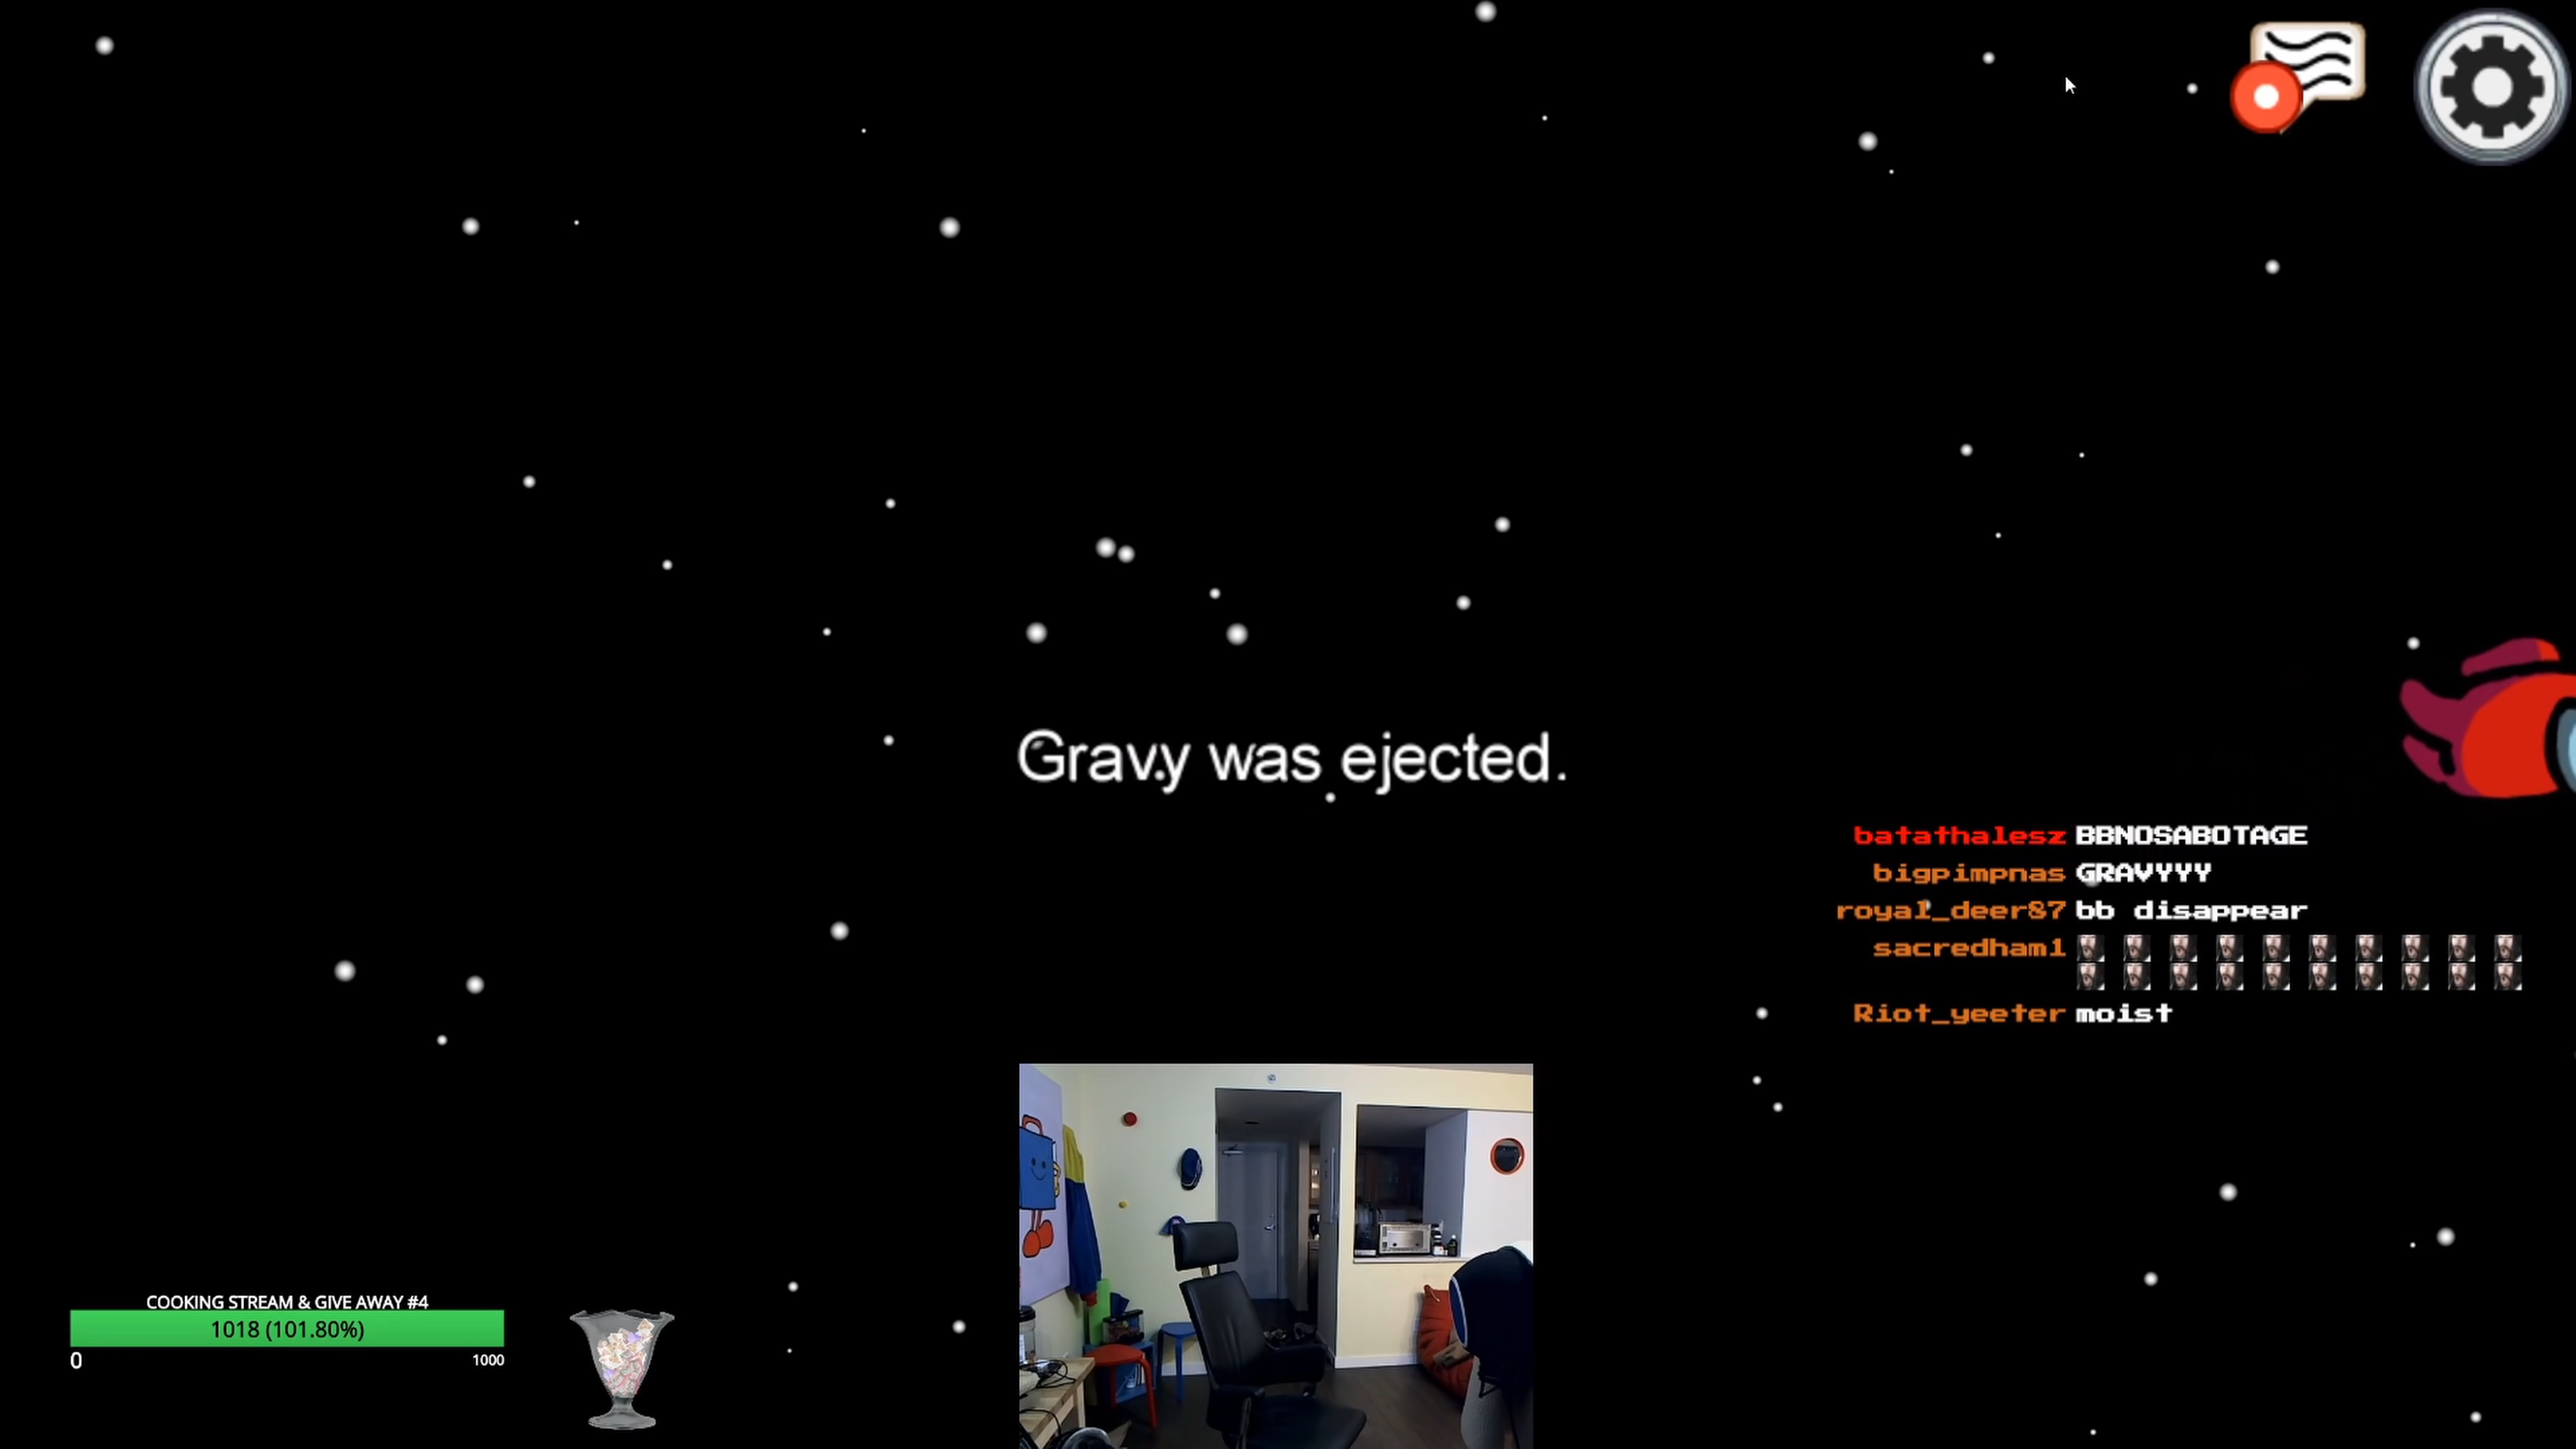 Gravy was ejected.
batathalesz BBNOSABOTAGE
bigpimpnas GRAVYYY
royal_deer87 bb disappear
sacredham1
Riot_yeeter moist
COOKING STREAM & GIVE AWAY #4
1018 (101.80%)
0 1000